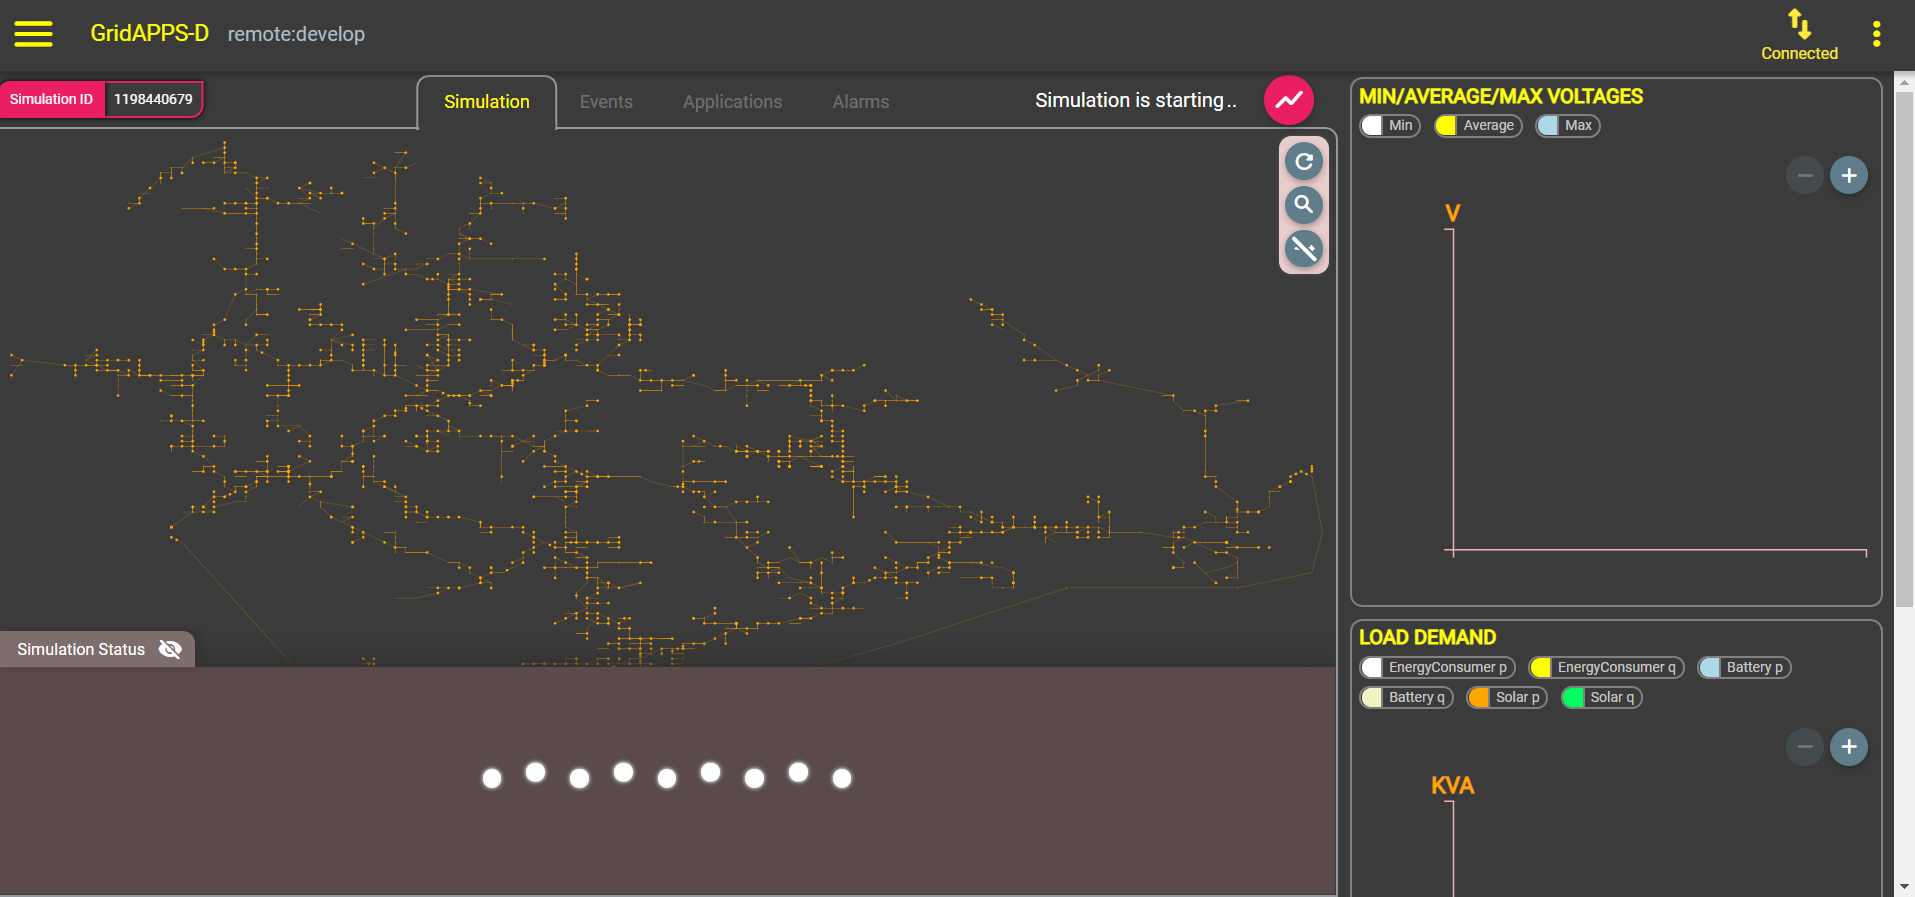 GridAPPS-D remote:develop
Connected
Simulation ID 1198440679
Simulation Events Applications Alarms
Simulation is starting..
MIN/AVERAGE/MAX VOLTAGES
Min Average Max
V
Simulation Status
LOAD DEMAND
EnergyConsumer p EnergyConsumer q Battery p
Battery q Solar p Solar q
KVA